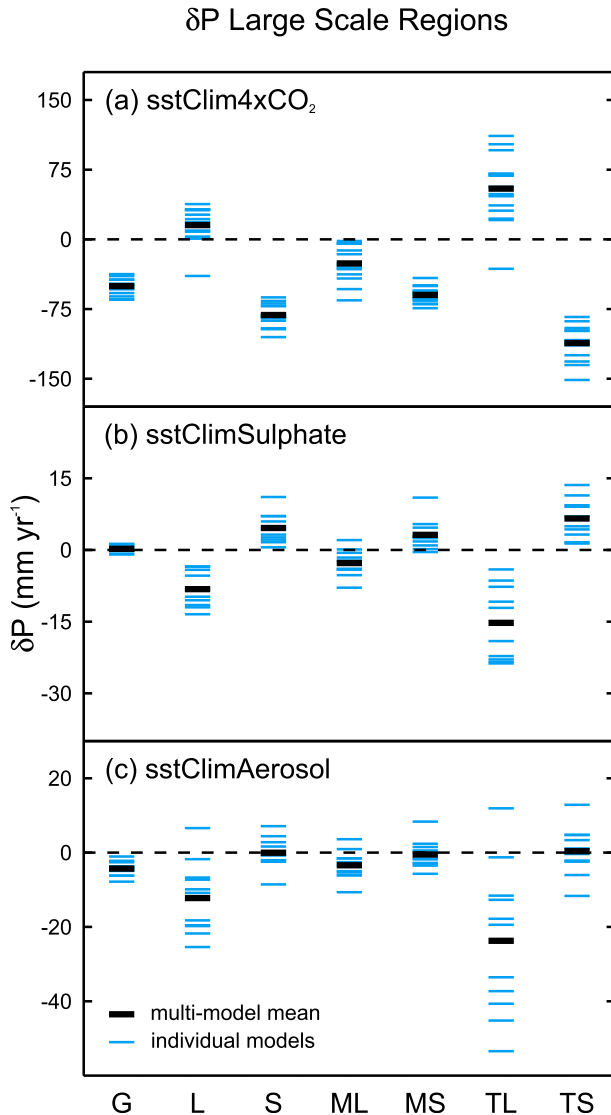 δP Large Scale Regions
(a) sstClim4xCO₂
150
75
0
-75
-150
(b) sstClimSulphate
15
0
-15
-30
δP (mm yr⁻¹)
(c) sstClimAerosol
20
0
-20
-40
multi-model mean
individual models
G L S ML MS TL TS